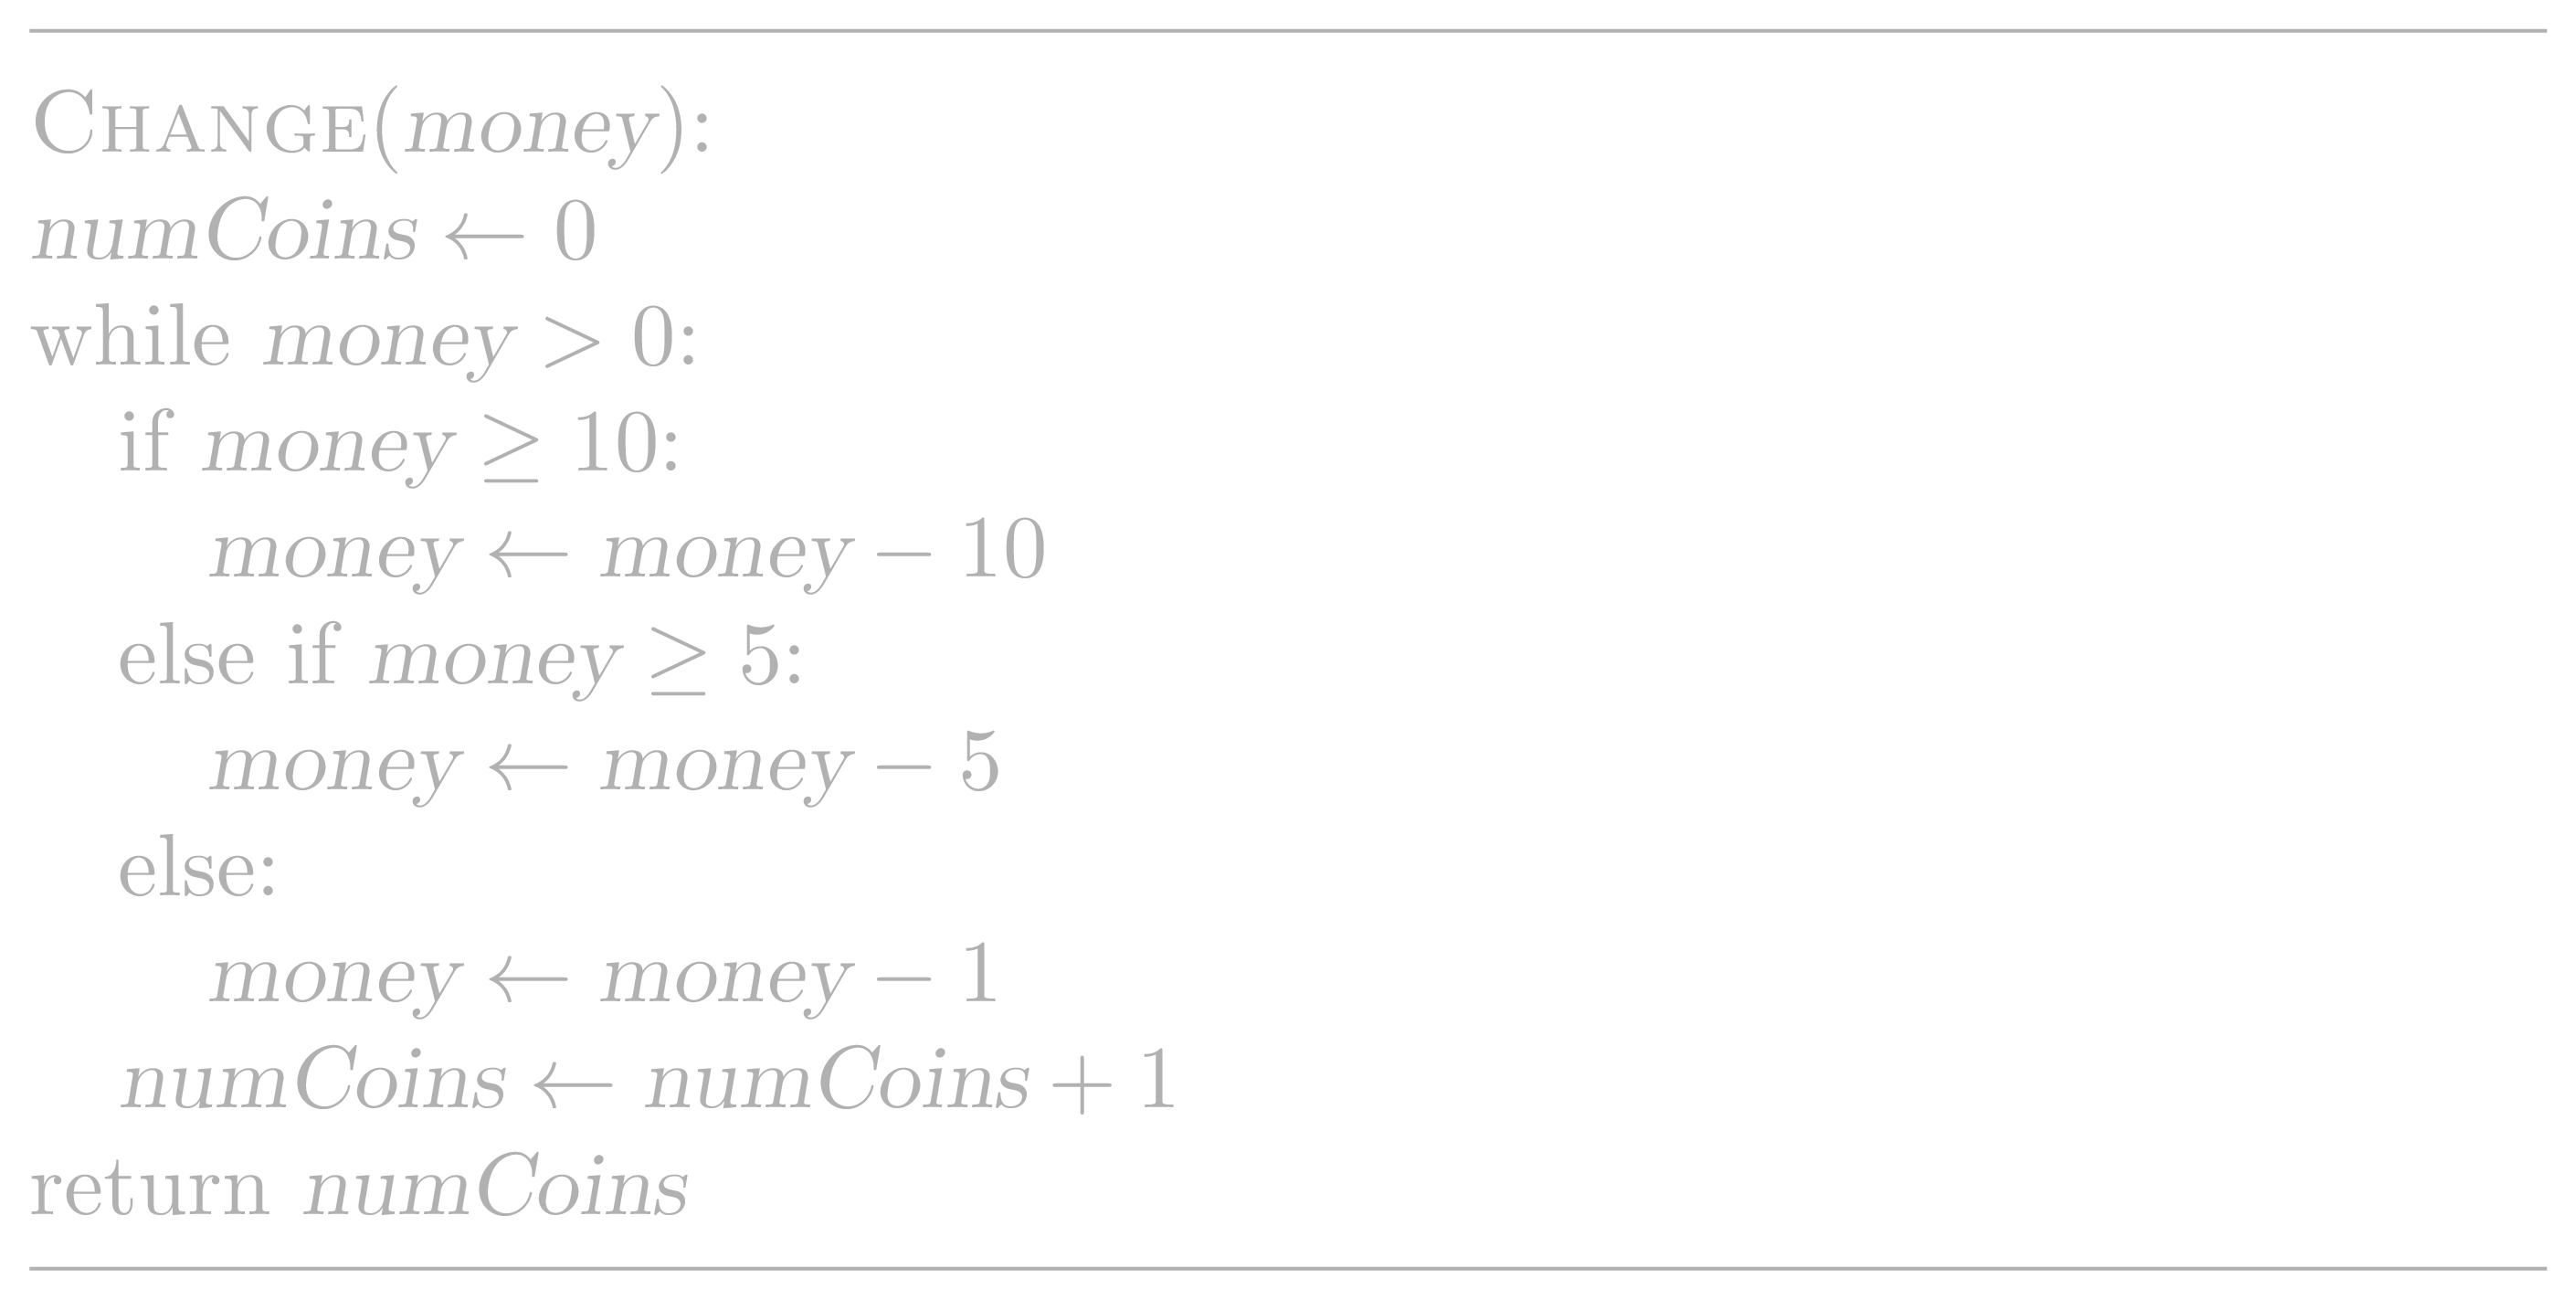 CHANGE(money):
numCoins ← 0
while money > 0:
if money ≥ 10:
money ← money − 10
else if money ≥ 5:
money ← money − 5
else:
money ← money − 1
numCoins ← numCoins + 1
return numCoins